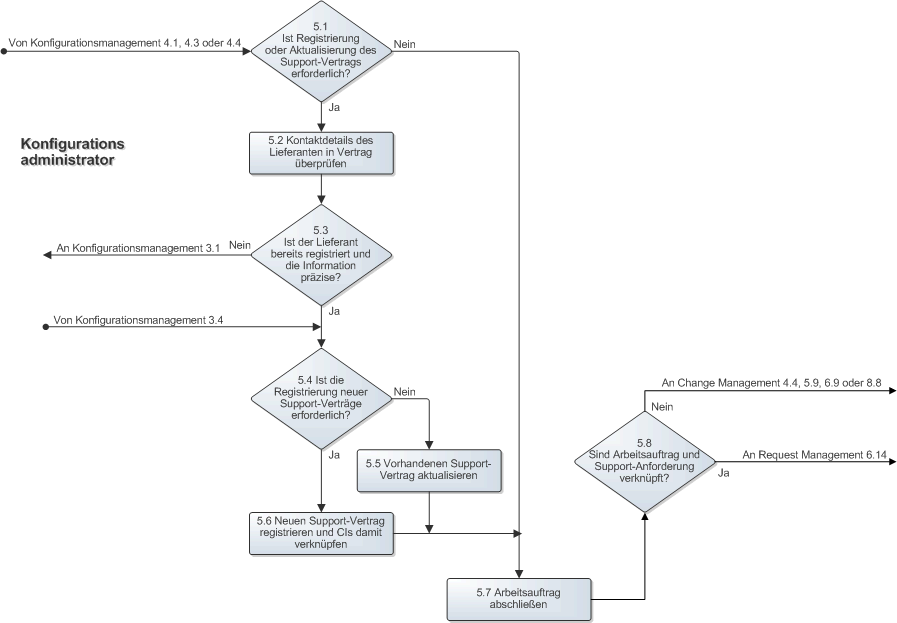 5.1
Ist Registrierung
oder Aktualisierung des
Support-Vertrags
erforderlich?
Von Konfigurationsmanagement 4.1, 4.3 oder 4.4
Nein
Ja
Konfigurations
administrator
5.2 Kontaktdetails des
Lieferanten in Vertrag
überprüfen
5.3
Ist der Lieferant
bereits registriert und
die Information
präzise?
Nein
An Konfigurationsmanagement 3.1
Ja
Von Konfigurationsmanagement 3.4
5.4 Ist die
Registrierung neuer
Support-Verträge
erforderlich?
Nein
Ja
5.5 Vorhandenen Support-
Vertrag aktualisieren
5.6 Neuen Support-Vertrag
registrieren und CIs damit
verknüpfen
5.7 Arbeitsauftrag
abschließen
5.8
Sind Arbeitsauftrag und
Support-Anforderung
verknüpft?
An Change Management 4.4, 5.9, 6.9 oder 8.8
Nein
An Request Management 6.14
Ja